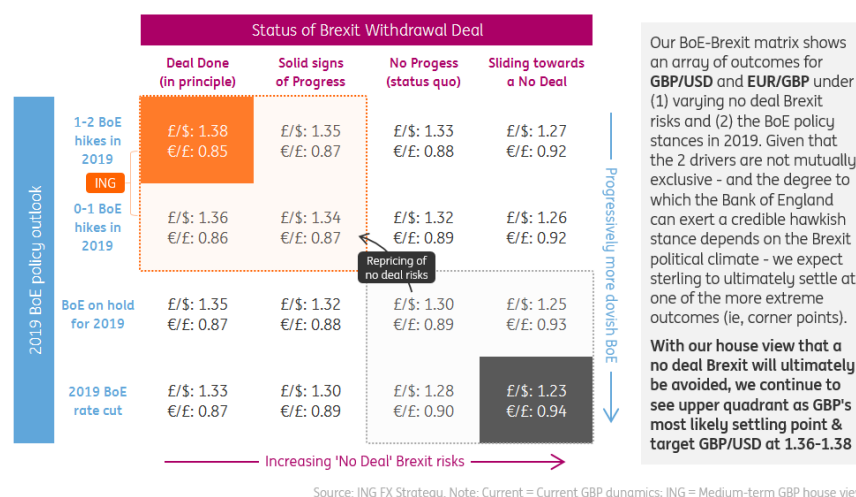 Status of Brexit Withdrawal Deal
Deal Done
(in principle)
Solid signs
of Progress
No Progess
(status quo)
Sliding towards
a No Deal
2019 BoE policy outlook
1-2 BoE
hikes in
2019
£/$: 1.38
€/£: 0.85
£/$: 1.35
€/£: 0.87
£/$: 1.33
€/£: 0.88
£/$: 1.27
€/£: 0.92
ING
0-1 BoE
hikes in
2019
£/$: 1.36
€/£: 0.86
£/$: 1.34
€/£: 0.87
£/$: 1.32
€/£: 0.89
£/$: 1.26
€/£: 0.92
Repricing of
no deal risks
BoE on hold
for 2019
£/$: 1.35
€/£: 0.87
£/$: 1.32
€/£: 0.88
£/$: 1.30
€/£: 0.89
£/$: 1.25
€/£: 0.93
2019 BoE
rate cut
£/$: 1.33
€/£: 0.87
£/$: 1.30
€/£: 0.89
£/$: 1.28
€/£: 0.90
£/$: 1.23
€/£: 0.94
Progressively more dovish BoE
Increasing 'No Deal' Brexit risks
Our BoE-Brexit matrix shows
an array of outcomes for
GBP/USD and EUR/GBP under
(1) varying no deal Brexit
risks and (2) the BoE policy
stances in 2019. Given that
the 2 drivers are not mutually
exclusive - and the degree to
which the Bank of England
can exert a credible hawkish
stance depends on the Brexit
political climate - we expect
sterling to ultimately settle at
one of the more extreme
outcomes (ie, corner points).
With our house view that a
no deal Brexit will ultimately
be avoided, we continue to
see upper quadrant as GBP's
most likely settling point &
target GBP/USD at 1.36-1.38
Source: ING FX Strategy. Note: Current = Current GBP dynamics; ING = Medium-term GBP house vie